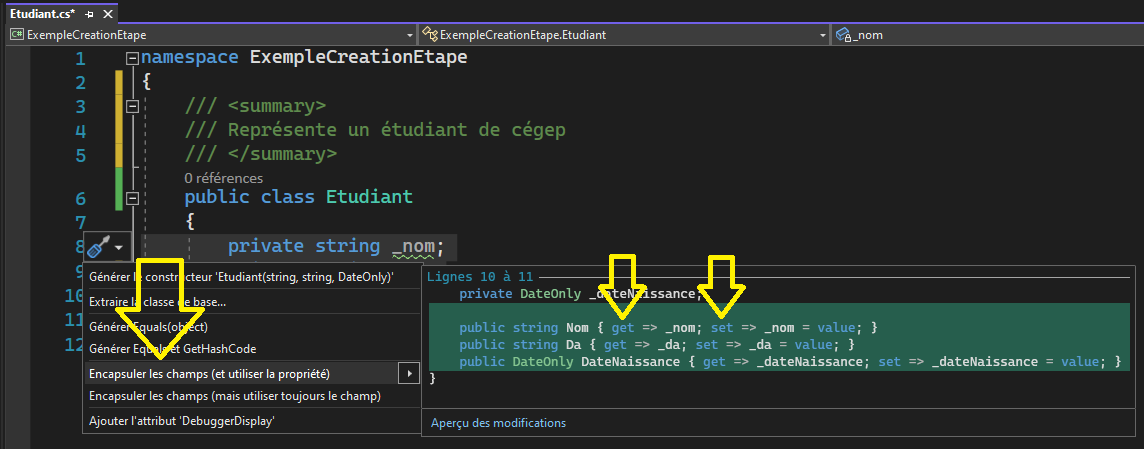 Etudiant.cs*
C# ExempleCreationEtape ExempleCreationEtape.Etudiant _nom
1 namespace ExempleCreationEtape
2 {
3 /// <summary>
4 /// Représente un étudiant de cégep
5 /// </summary>
0 références
6 public class Etudiant
7 {
8 private string _nom;
9
10
11
12
Générer le constructeur 'Etudiant(string, string, DateOnly)'
Extraire la classe de base...
Générer Equals(object)
Générer Equals et GetHashCode
Encapsuler les champs (et utiliser la propriété)
Encapsuler les champs (mais utiliser toujours le champ)
Ajouter l'attribut 'DebuggerDisplay'
Lignes 10 à 11
private DateOnly _dateNaissance;
public string Nom { get => _nom; set => _nom = value; }
public string Da { get => _da; set => _da = value; }
public DateOnly DateNaissance { get => _dateNaissance; set => _dateNaissance = value; }
}
Aperçu des modifications